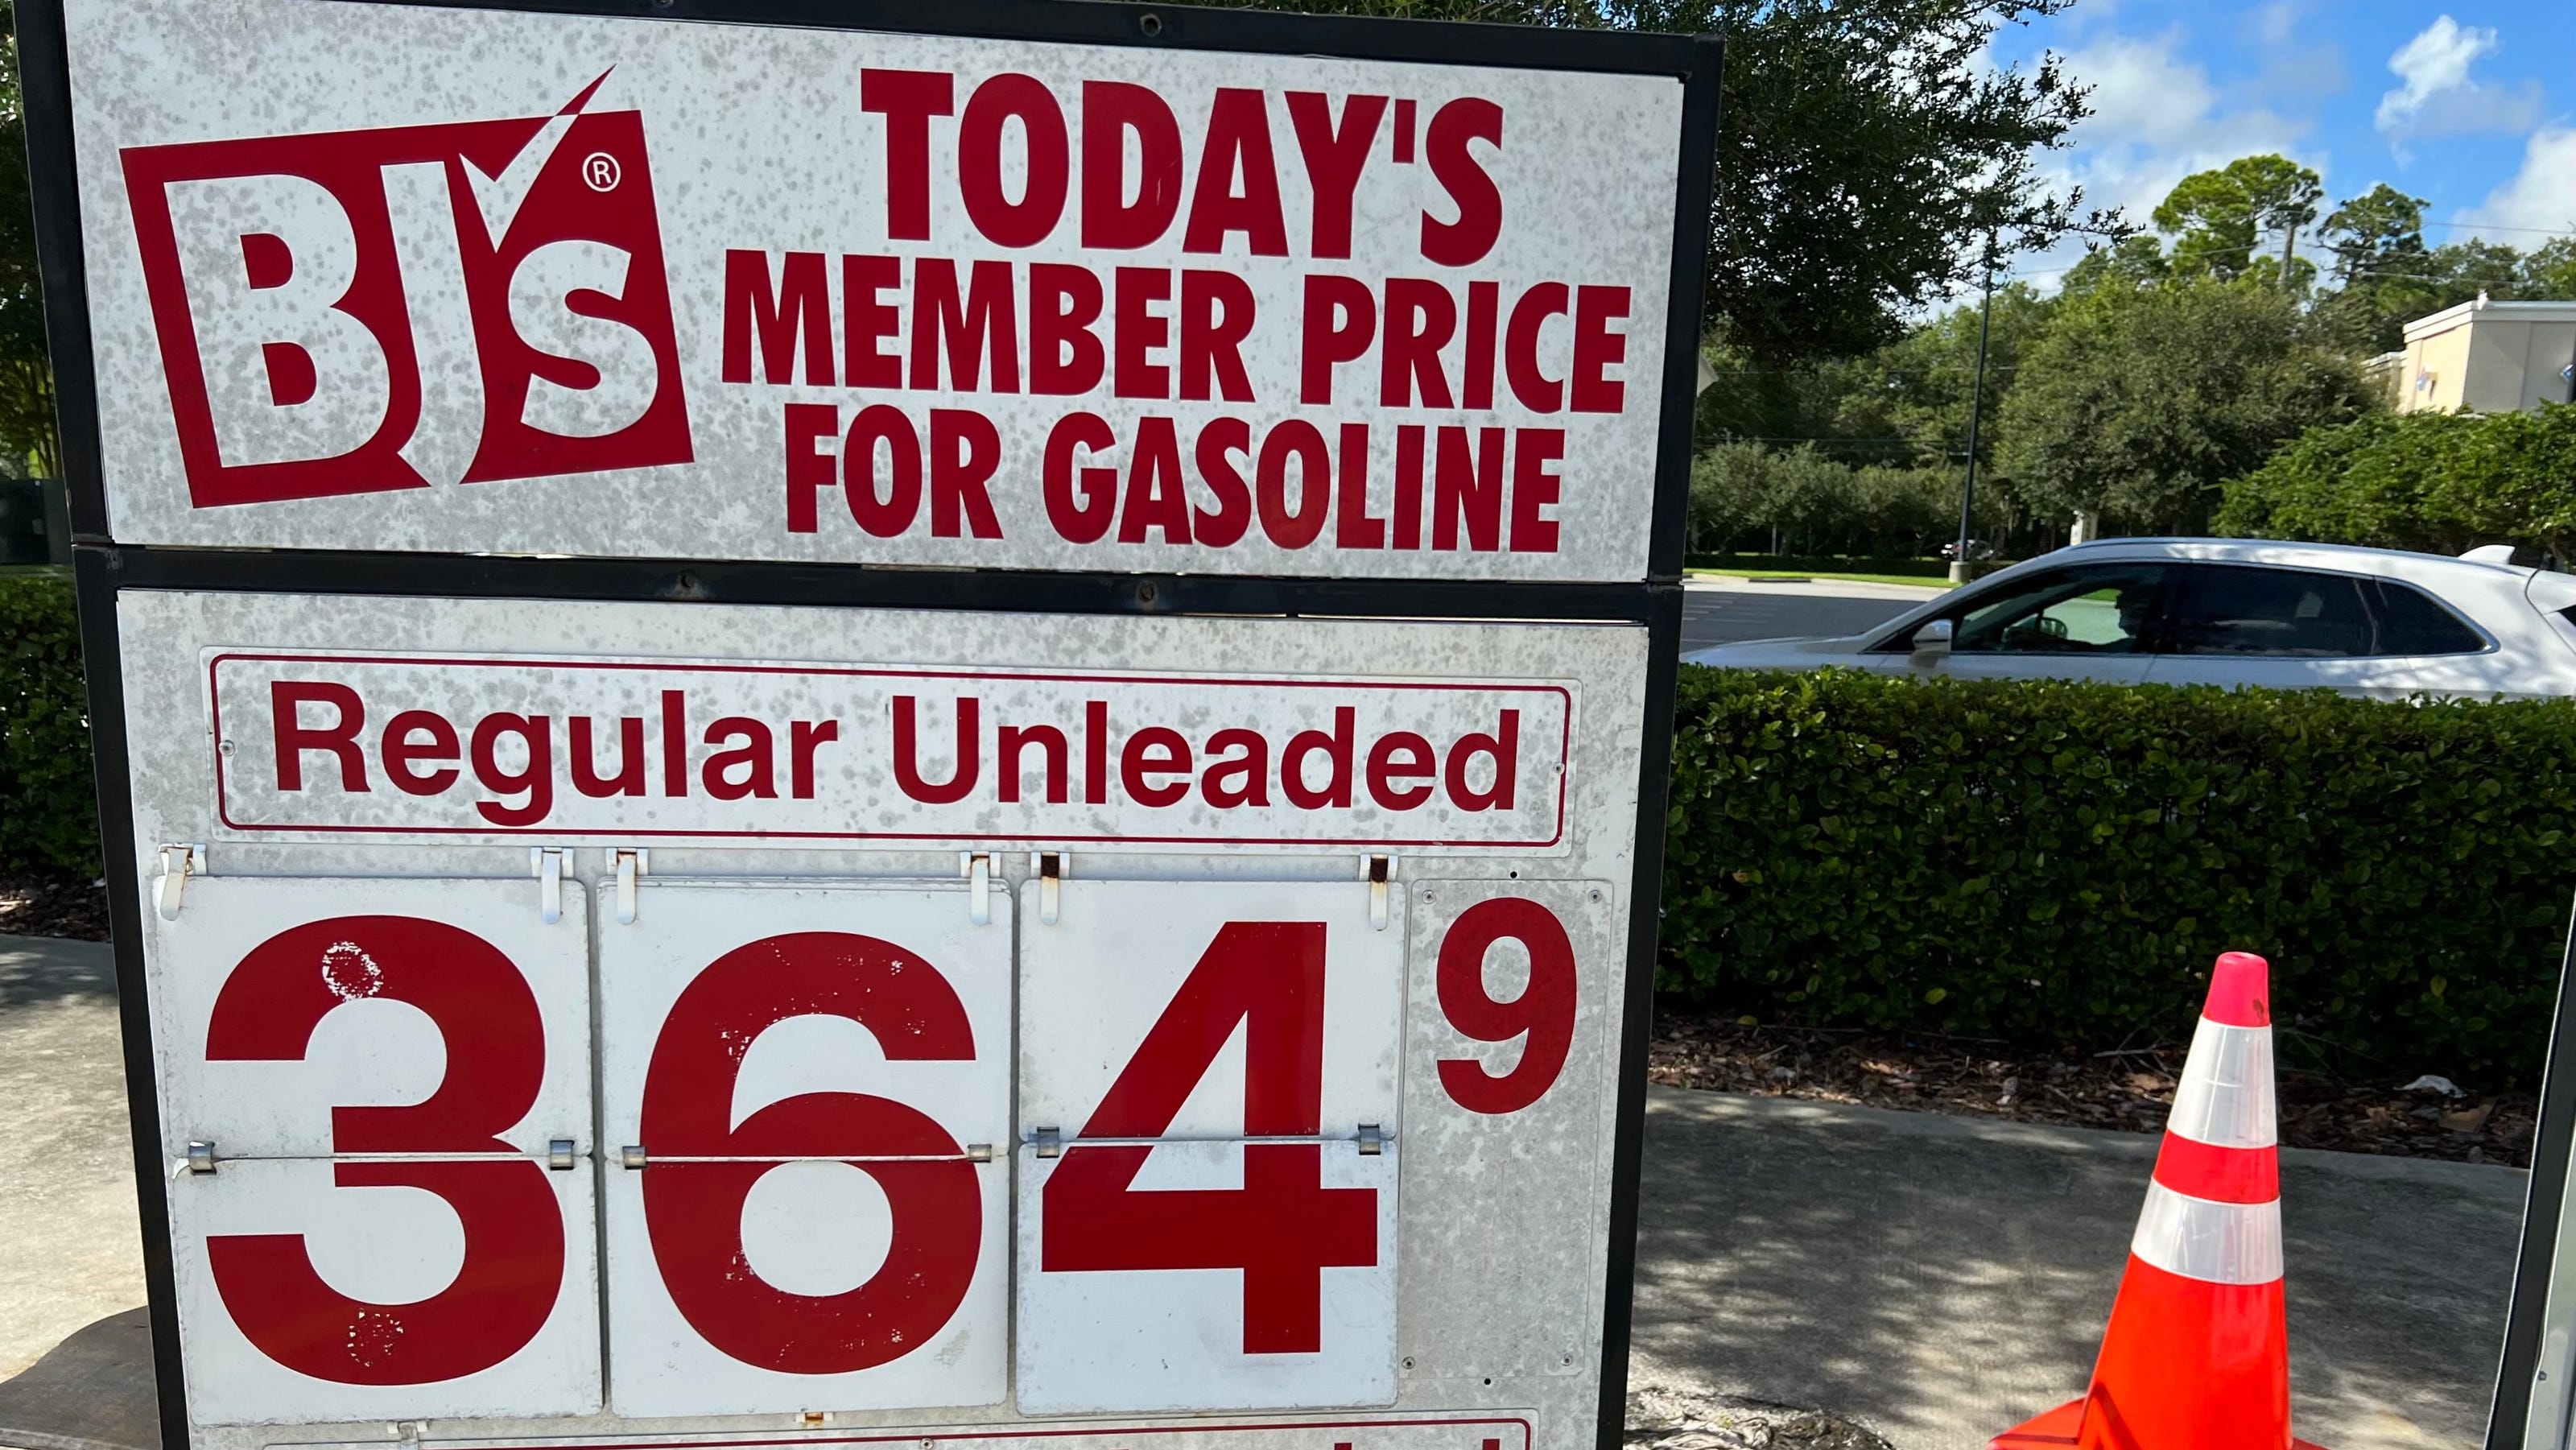 BJ's®
TODAY'S
MEMBER PRICE
FOR GASOLINE
Regular Unleaded
364 9